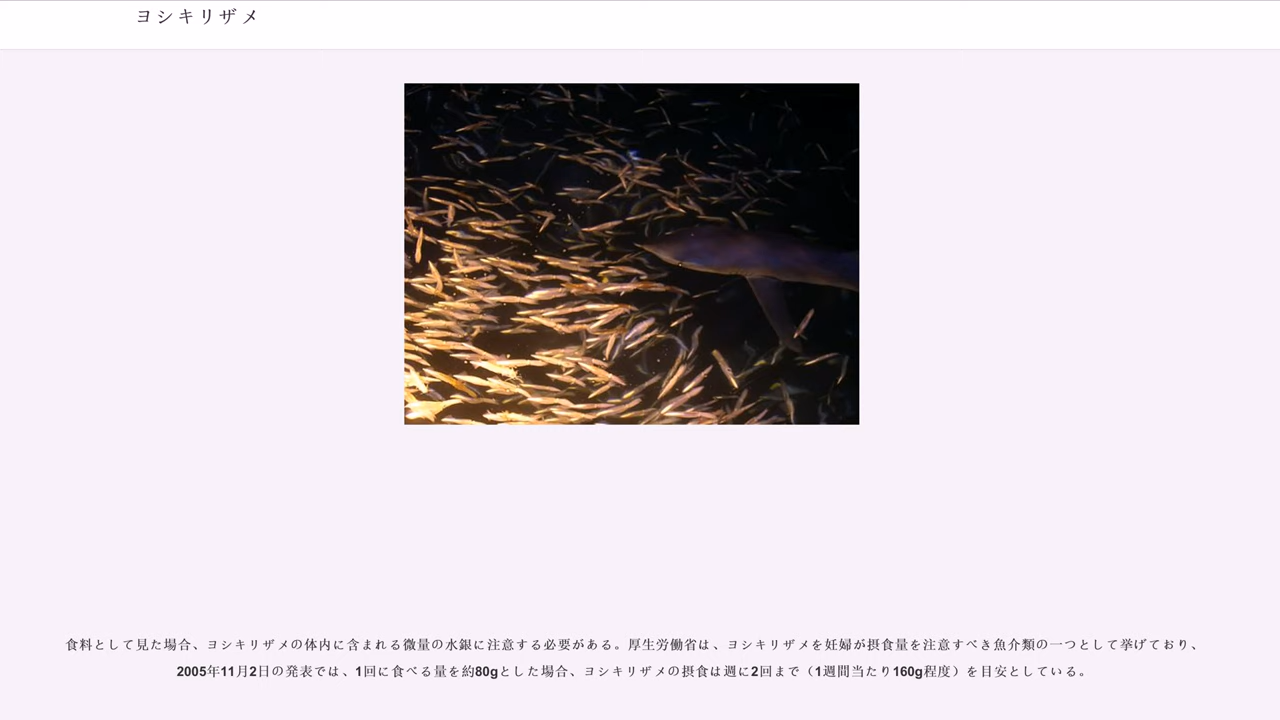 ヨシキリザメ
食料として見た場合、ヨシキリザメの体内に含まれる微量の水銀に注意する必要がある。厚生労働省は、ヨシキリザメを妊婦が摂食量を注意すべき魚介類の一つとして挙げており、
2005年11月2日の発表では、1回に食べる量を約80gとした場合、ヨシキリザメの摂食は週に2回まで（1週間当たり160g程度）を目安としている。